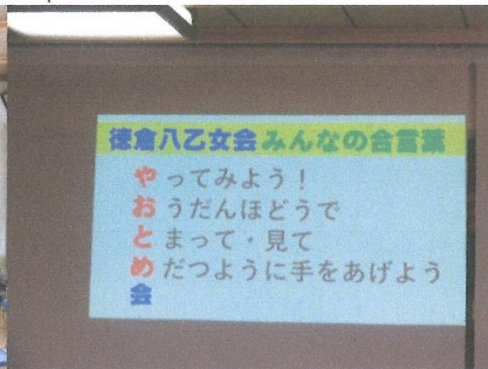 徳倉八乙女会みんなの合言葉
やってみよう！
おうだんほどうで
とまって・見て
めだつように手をあげよう
会